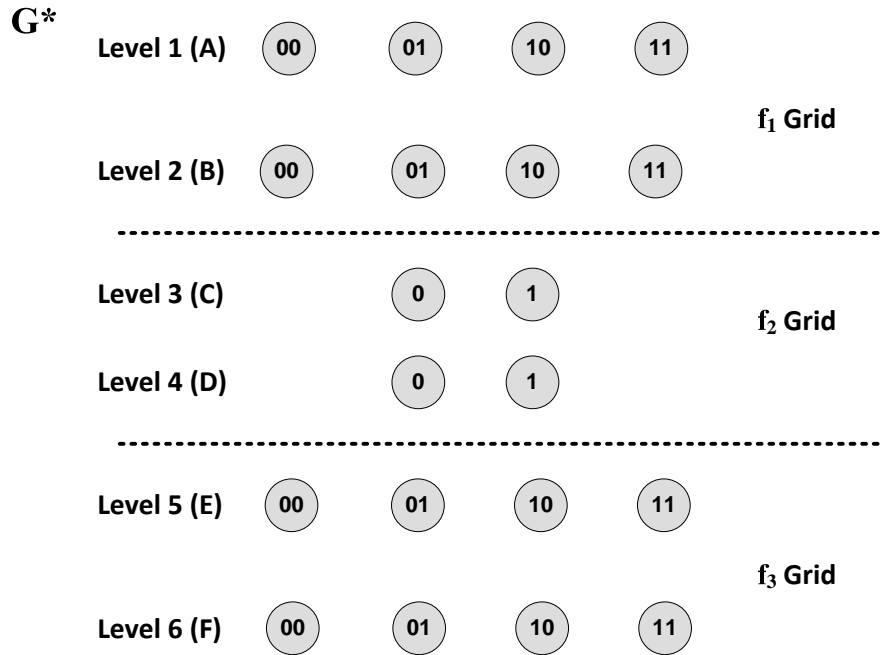 G*
Level 1 (A) 00 01 10 11
f₁ Grid
Level 2 (B) 00 01 10 11
Level 3 (C) 0 1
f₂ Grid
Level 4 (D) 0 1
Level 5 (E) 00 01 10 11
f₃ Grid
Level 6 (F) 00 01 10 11